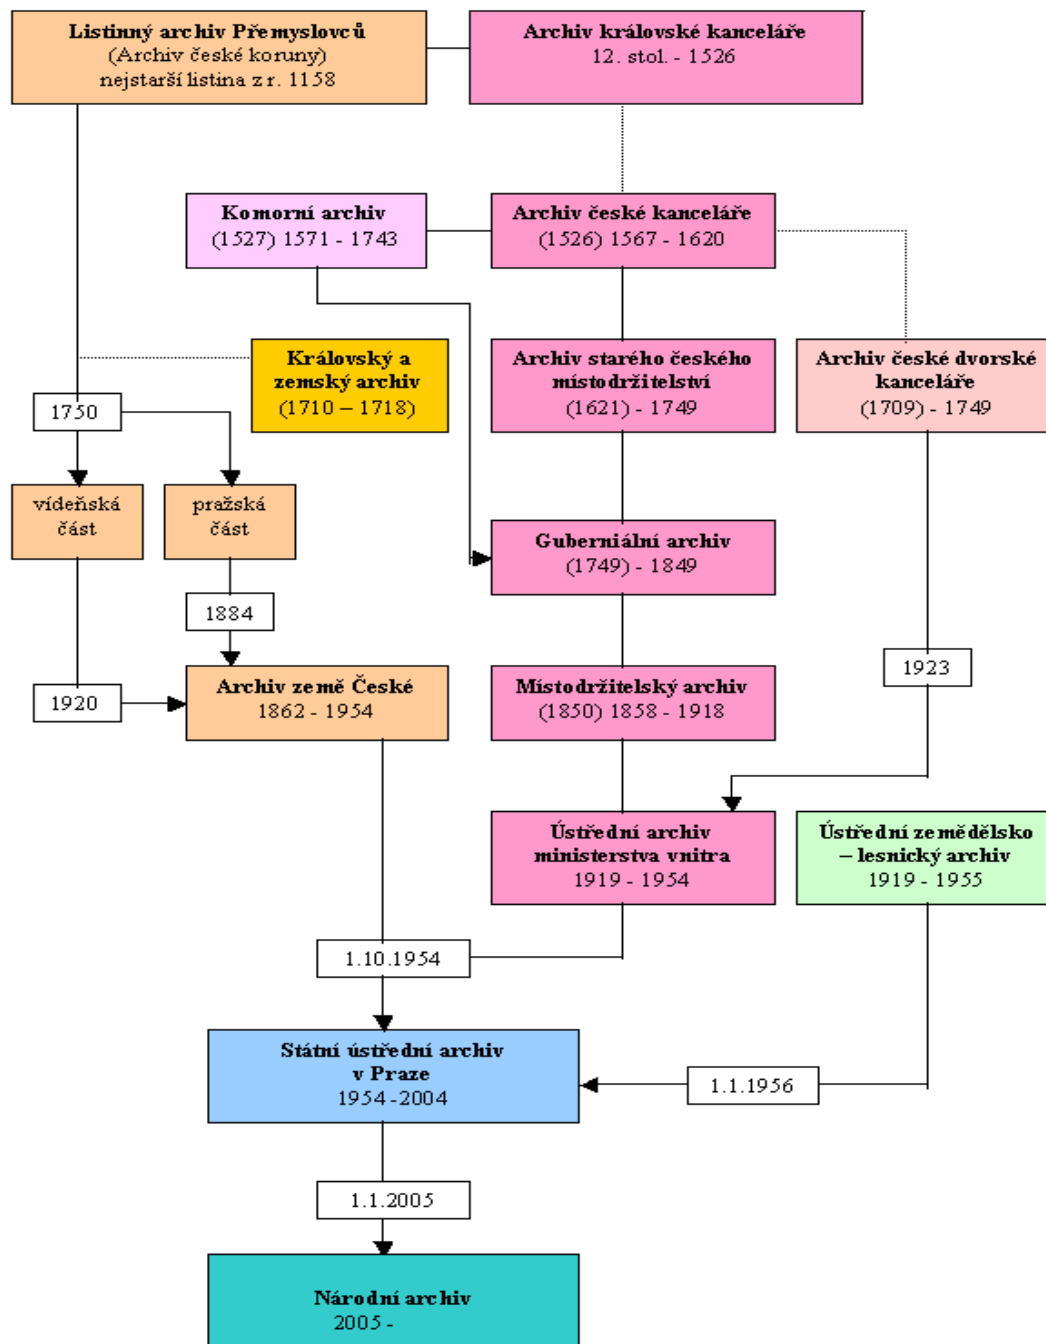 Listinný archiv Přemyslovců
(Archiv české koruny)
nejstarší listina z r. 1158
Archiv královské kanceláře
12. stol. - 1526
Komorní archiv
(1527) 1571 - 1743
Archiv české kanceláře
(1526) 1567 - 1620
Královský a
zemský archiv
(1710 – 1718)
Archiv starého českého
místodržitelství
(1621) - 1749
Archiv české dvorské
kanceláře
(1709) - 1749
1750
vídeňská
část
pražská
část
Guberniální archiv
(1749) - 1849
1884
1920
Archiv země České
1862 - 1954
Místodržitelský archiv
(1850) 1858 - 1918
1923
Ústřední archiv
ministerstva vnitra
1919 - 1954
Ústřední zemědělsko
– lesnický archiv
1919 - 1955
1.10.1954
Státní ústřední archiv
v Praze
1954 -2004
1.1.1956
1.1.2005
Národní archiv
2005 -